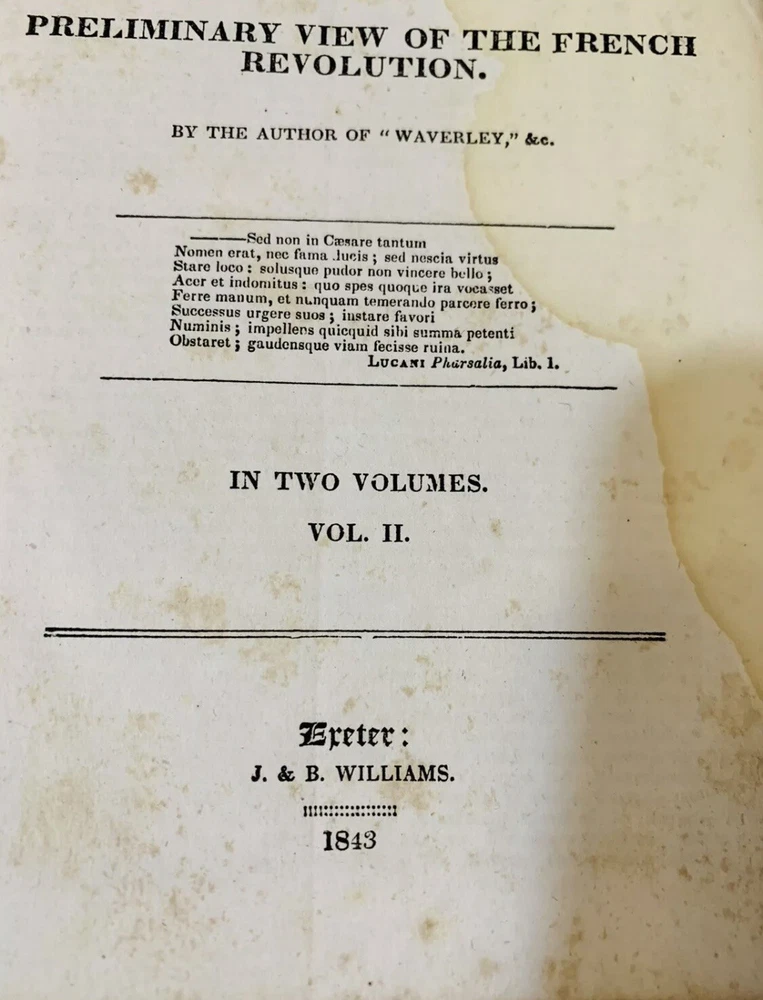 PRELIMINARY VIEW OF THE FRENCH
REVOLUTION.
BY THE AUTHOR OF “ WAVERLEY,” &c.
———Sed non in Cæsare tantum
Nomen erat, nec fama ducis ; sed nescia virtus
Stare loco : solusque pudor non vincere bello ;
Acer et indomitus : quo spes quoque ira vocasset
Ferre manum, et nunquam temerando parcere ferro ;
Successus urgere suos ; instare favori
Numinis ; impellens quicquid sibi summa petenti
Obstaret ; gaudensque viam fecisse ruina.
LUCANI Pharsalia, Lib. 1.
IN TWO VOLUMES.
VOL. II.
Exeter:
J. & B. WILLIAMS.
1843